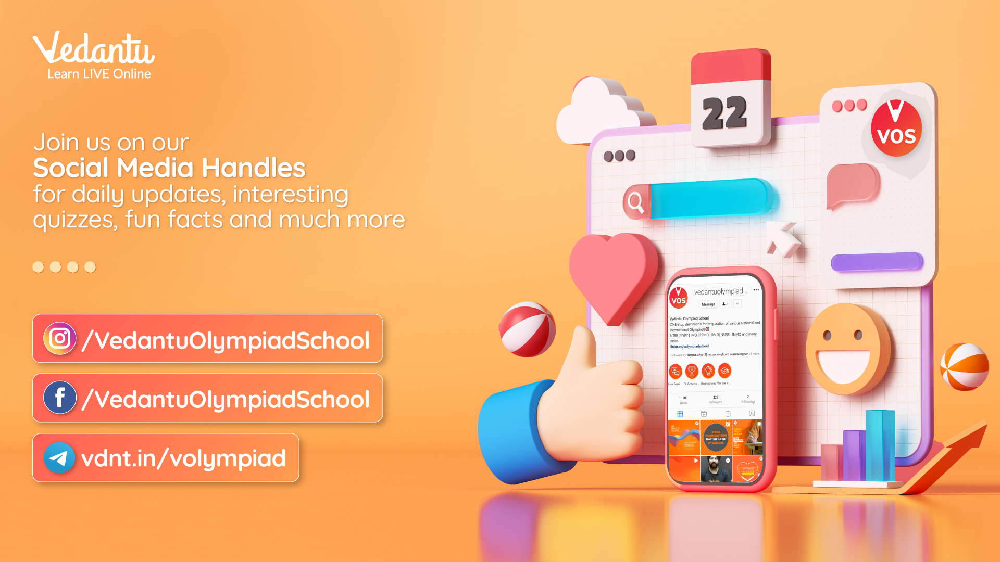 Vedantu
Learn LIVE Online
Join us on our
Social Media Handles
for daily updates, interesting
quizzes, fun facts and much more
/VedantuOlympiadSchool
/VedantuOlympiadSchool
vdnt.in/volympiad
22
VOS
VOS
vedantuolympiad...
Message
Vedantu Olympiad School
ONE-stop destination for preparation of various National and
International Olympiads
NTSE | KVPY | IMO | PRMO | RMO| NSEJS | INMO and many
more.
linktr.ee/volympiadschool
Followed by sharma.priya_31, aman_singh_art, aurora.rognar +1 more
Live Sessi... V-Acheive... Brainathons We are V...
150 327 2
posts followers following
NTSE
FOUNDATION
BATCHES FOR
9TH GRADE